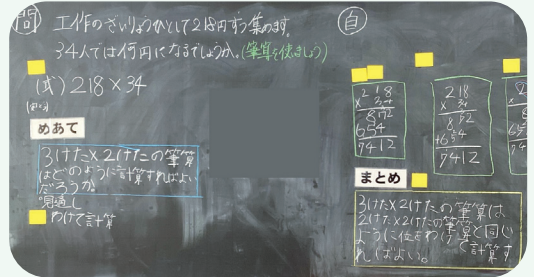 問
工作のざいりょうひとして218円ずつ集めます。
34人では何円になるでしょうか。(筆算を使いましょう)
(式) 218×34
めあて
3けた×2けたの筆算
はどのように計算すればよい
だろうか
見通し
わけて計算
自
218
× 34
872
654
7412
218
× 34
872
+654
7412
まとめ
3けた×2けたの筆算は
2けた×2けたの筆算と同じ
ように位をわけて計算す
ればよい。